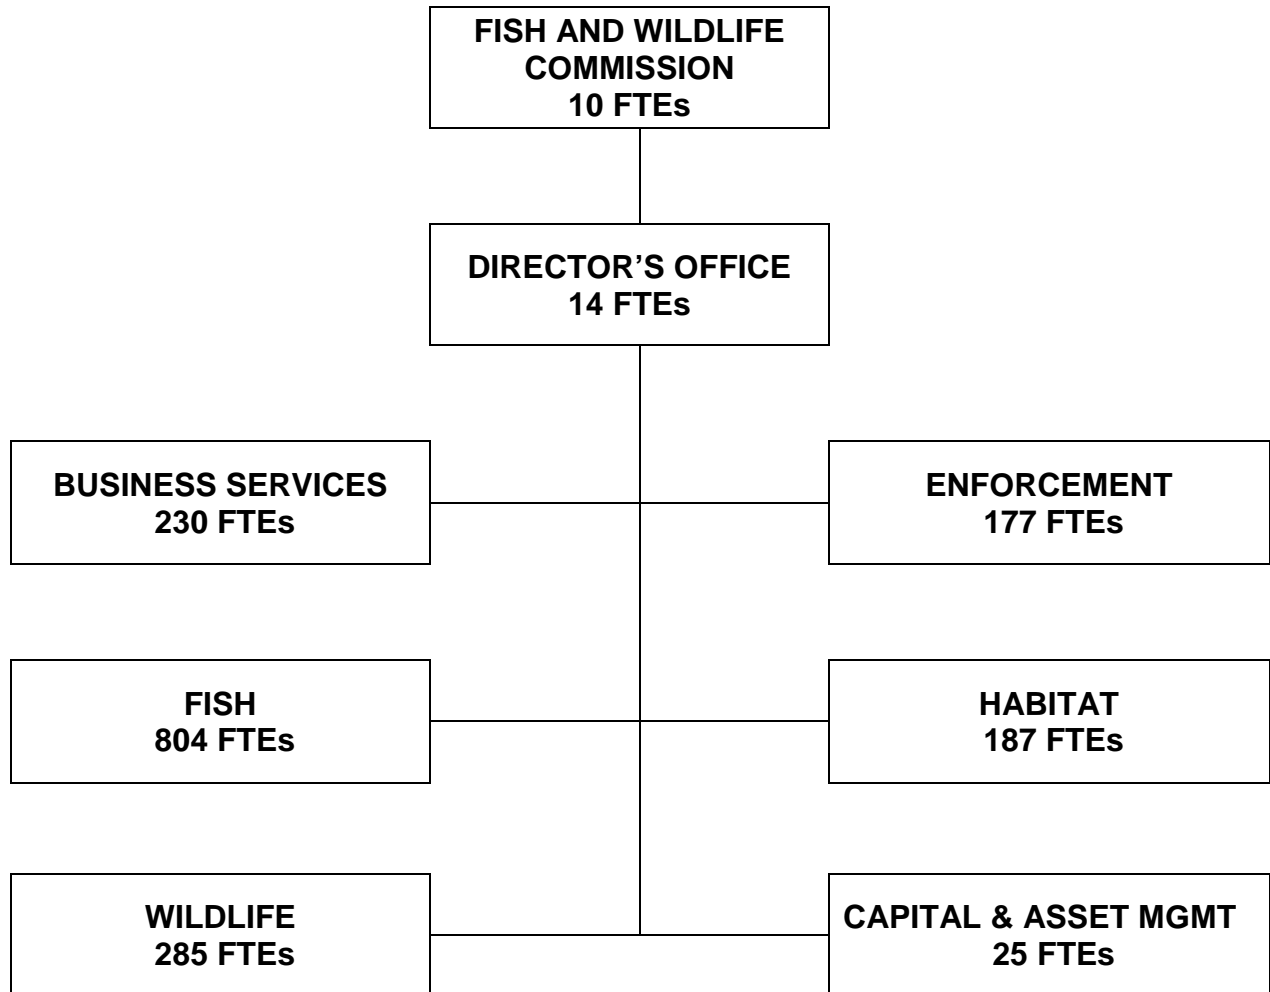 FISH AND WILDLIFE
COMMISSION
10 FTEs
DIRECTOR’S OFFICE
14 FTEs
BUSINESS SERVICES
230 FTEs
ENFORCEMENT
177 FTEs
FISH
804 FTEs
HABITAT
187 FTEs
WILDLIFE
285 FTEs
CAPITAL & ASSET MGMT
25 FTEs